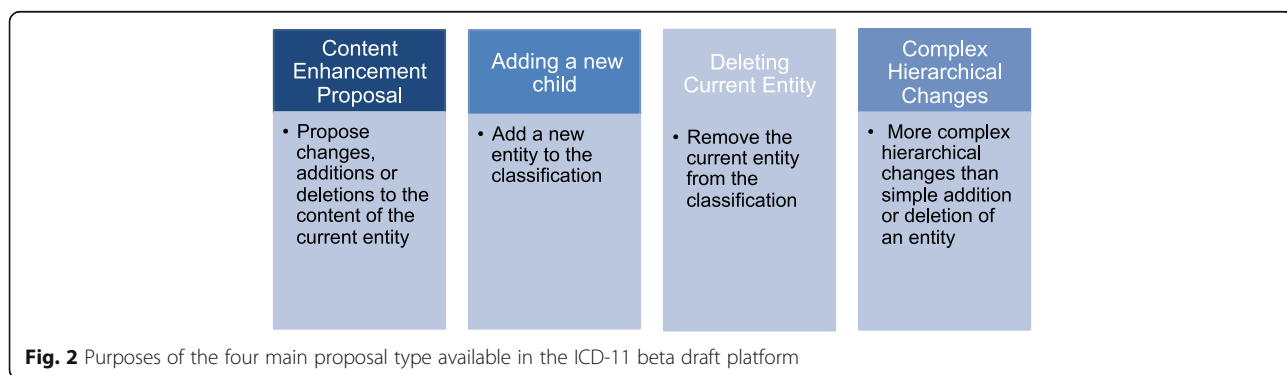 Content
Enhancement
Proposal
• Propose
changes,
additions or
deletions to the
content of the
current entity
Adding a new
child
• Add a new
entity to the
classification
Deleting
Current Entity
• Remove the
current entity
from the
classification
Complex
Hierarchical
Changes
• More complex
hierarchical
changes than
simple addition
or deletion of
an entity
Fig. 2 Purposes of the four main proposal type available in the ICD-11 beta draft platform